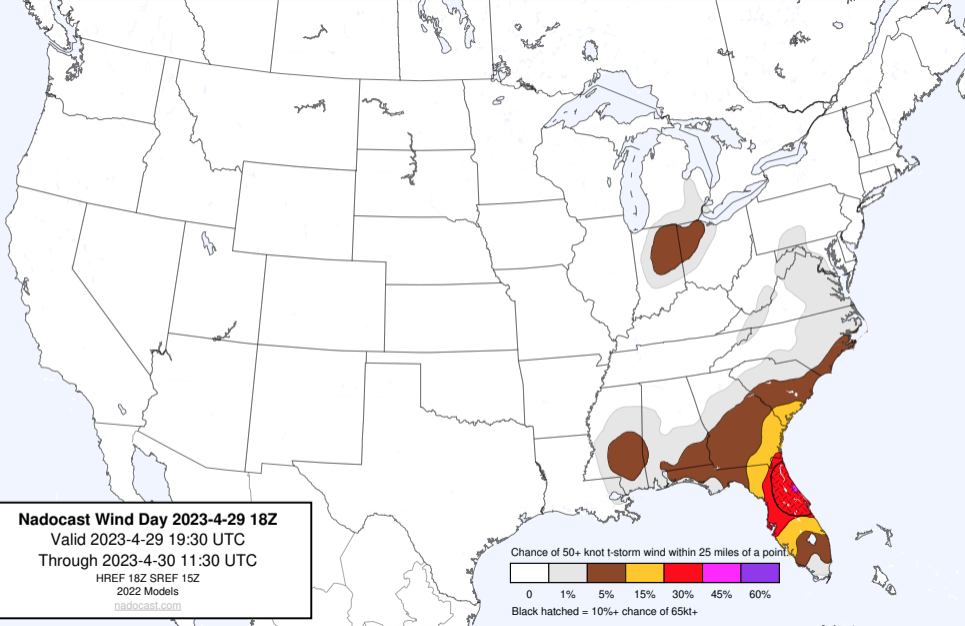 Nadocast Wind Day 2023-4-29 18Z
Valid 2023-4-29 19:30 UTC
Through 2023-4-30 11:30 UTC
HREF 18Z SREF 15Z
2022 Models
nadocast.com
Chance of 50+ knot t-storm wind within 25 miles of a point.
0 1% 5% 15% 30% 45% 60%
Black hatched = 10%+ chance of 65kt+